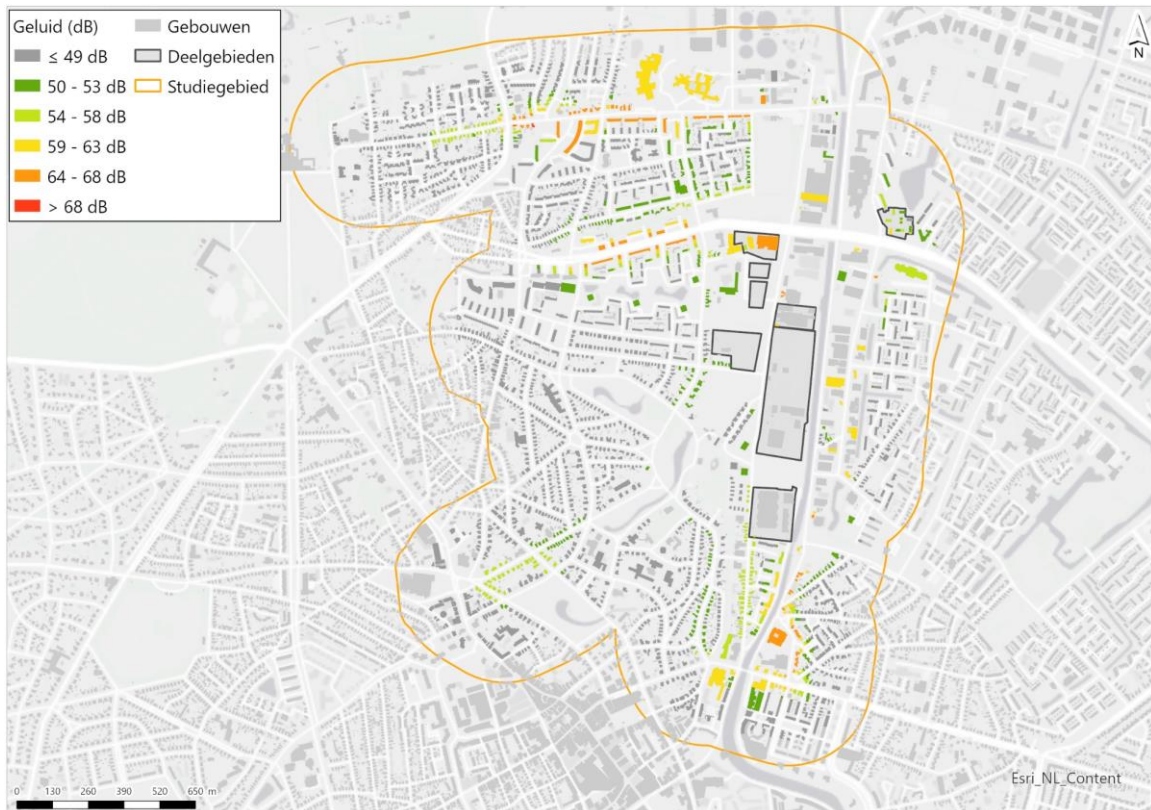 Geluid (dB)
≤ 49 dB
50 - 53 dB
54 - 58 dB
59 - 63 dB
64 - 68 dB
> 68 dB
Gebouwen
Deelgebieden
Studiegebied
N
0 130 260 390 520 650 m
Esri_NL_Content